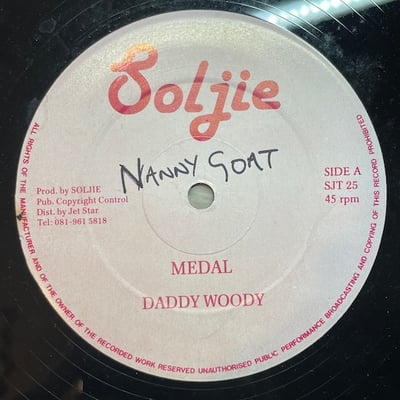 Soljie
NANNY GOAT
Prod. by SOLJIE
Pub. Copyright Control
Dist. by Jet Star
Tel: 081-961 5818
SIDE A
SJT 25
45 rpm
MEDAL
DADDY WOODY
ALL RIGHTS OF THE MANUFACTURER AND OF THE OWNER OF THE RECORDED WORK RESERVED UNAUTHORISED PUBLIC PERFORMANCE BROADCASTING AND COPYING OF THIS RECORD PROHIBITED